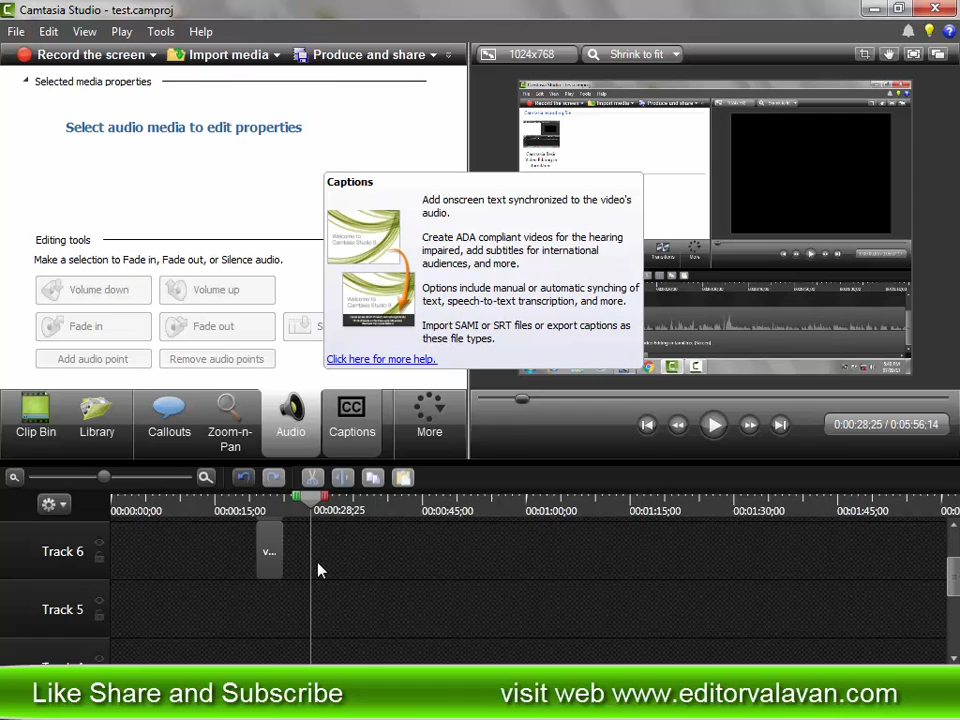 Camtasia Studio - test.camproj
File Edit View Play Tools Help
Record the screen Import media Produce and share
1024x768 Shrink to fit
Selected media properties
Select audio media to edit properties
Captions
Add onscreen text synchronized to the video's
audio.
Create ADA compliant videos for the hearing
impaired, add subtitles for international
audiences, and more.
Options include manual or automatic synching of
text, speech-to-text transcription, and more.
Import SAMI or SRT files or export captions as
these file types.
Click here for more help.
Editing tools
Make a selection to Fade in, Fade out, or Silence audio.
Volume down Volume up
Fade in Fade out S
Add audio point Remove audio points
Clip Bin Library Callouts Zoom-n-
Pan Audio Captions More
0:00:28;25 / 0:05:56;14
00:00:00;00 00:00:15;00 00:00:28;25 00:00:45;00 00:01:00;00 00:01:15;00 00:01:30;00 00:01:45;00 00:0
Track 6 v...
Track 5
Like Share and Subscribe visit web www.editorvalavan.com